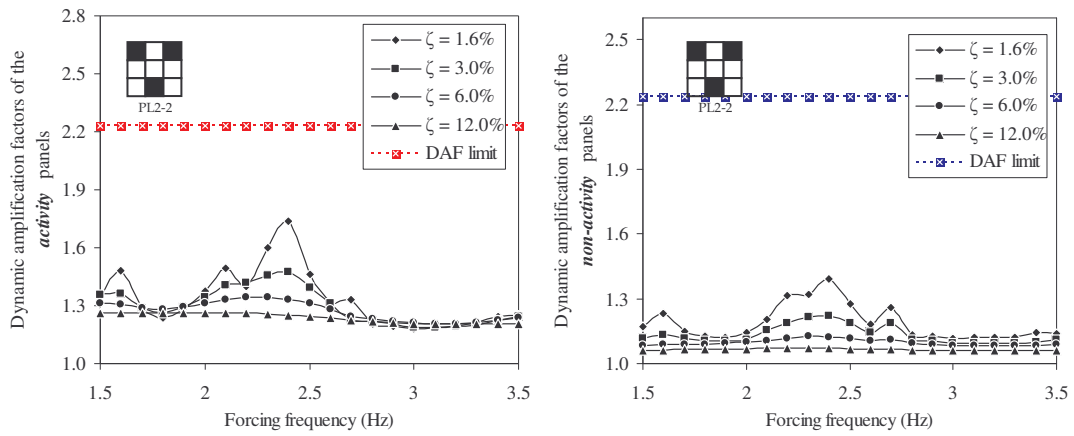 Dynamic amplification factors of the
activity panels
2.8
2.5
2.2
1.9
1.6
1.3
1.0
PL2-2
ζ = 1.6%
ζ = 3.0%
ζ = 6.0%
ζ = 12.0%
DAF limit
1.5
2
2.5
3
3.5
Forcing frequency (Hz)
Dynamic amplification factors of the
non-activity panels
2.5
2.2
1.9
1.6
1.3
1.0
PL2-2
ζ = 1.6%
ζ = 3.0%
ζ = 6.0%
ζ = 12.0%
DAF limit
1.5
2
2.5
3
3.5
Forcing frequency (Hz)